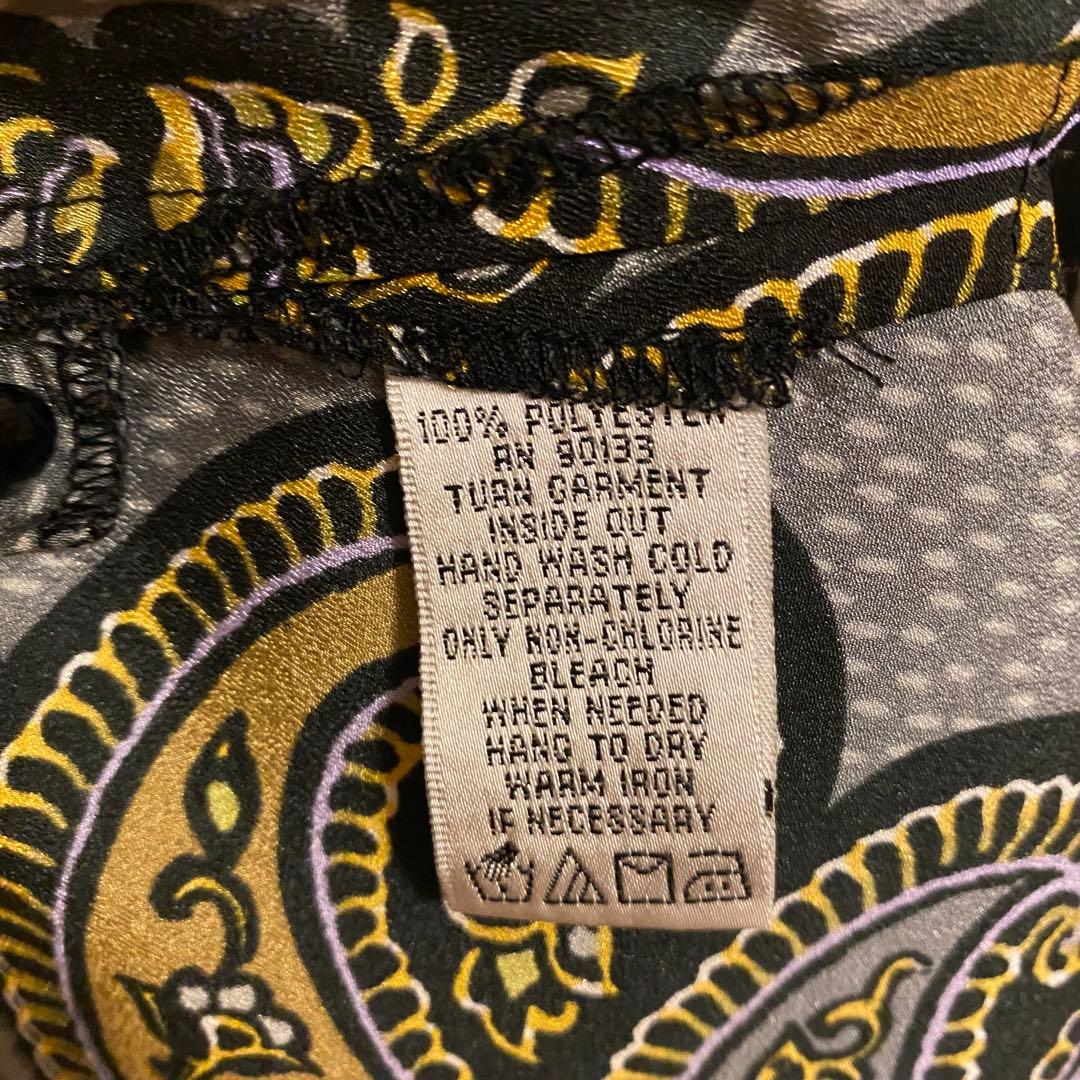 100% POLYESTER
RN 90133
TURN GARMENT
INSIDE OUT
HAND WASH COLD
SEPARATELY
ONLY NON-CHLORINE
BLEACH
WHEN NEEDED
HANG TO DRY
WARM IRON
IF NECESSARY